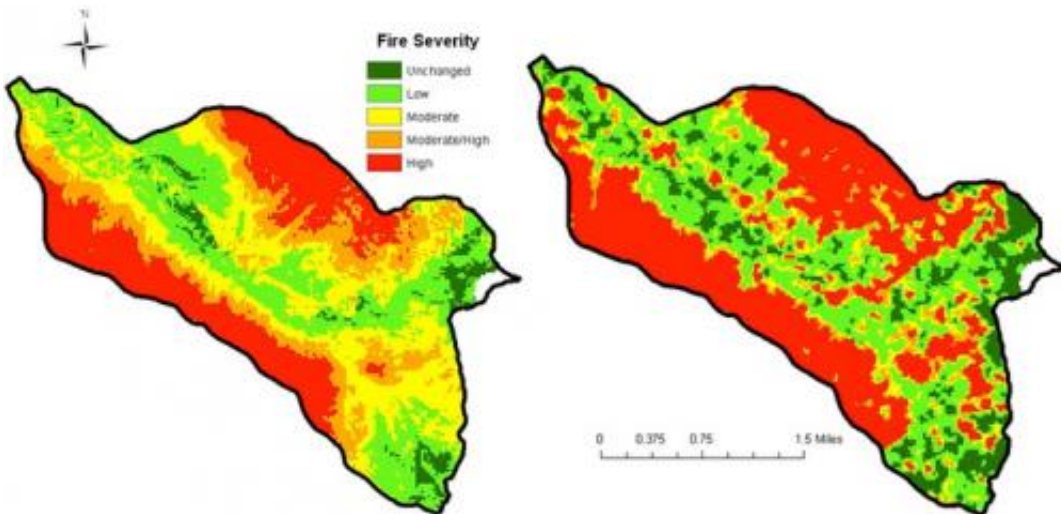 N
Fire Severity
Unchanged
Low
Moderate
Moderate/High
High
0 0.375 0.75 1.5 Miles